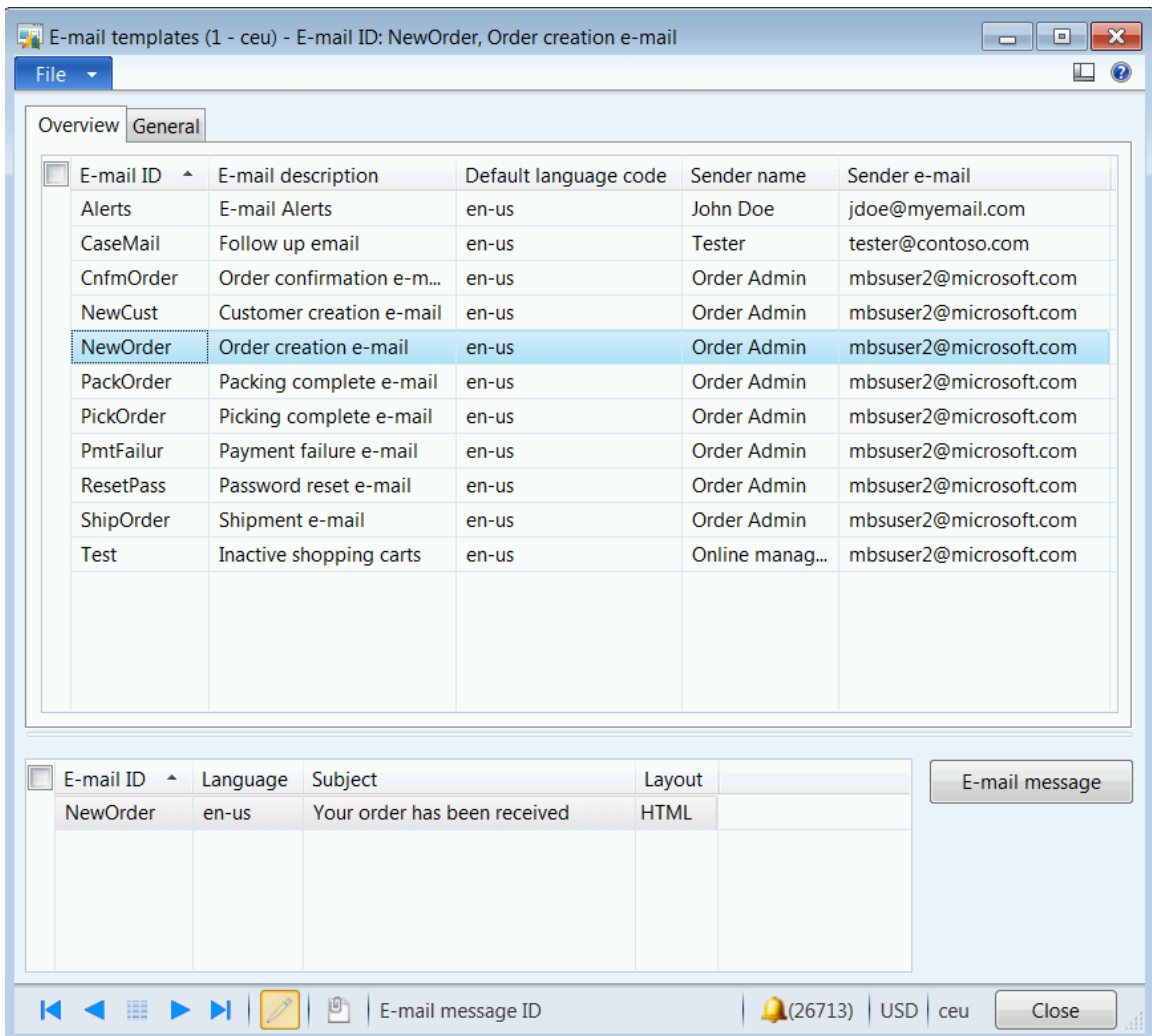 E-mail templates (1 - ceu) - E-mail ID: NewOrder, Order creation e-mail
File
Overview General
E-mail ID E-mail description Default language code Sender name Sender e-mail
Alerts E-mail Alerts en-us John Doe jdoe@myemail.com
CaseMail Follow up email en-us Tester tester@contoso.com
CnfmOrder Order confirmation e-m... en-us Order Admin mbsuser2@microsoft.com
NewCust Customer creation e-mail en-us Order Admin mbsuser2@microsoft.com
NewOrder Order creation e-mail en-us Order Admin mbsuser2@microsoft.com
PackOrder Packing complete e-mail en-us Order Admin mbsuser2@microsoft.com
PickOrder Picking complete e-mail en-us Order Admin mbsuser2@microsoft.com
PmtFailur Payment failure e-mail en-us Order Admin mbsuser2@microsoft.com
ResetPass Password reset e-mail en-us Order Admin mbsuser2@microsoft.com
ShipOrder Shipment e-mail en-us Order Admin mbsuser2@microsoft.com
Test Inactive shopping carts en-us Online manag... mbsuser2@microsoft.com
E-mail ID Language Subject Layout E-mail message
NewOrder en-us Your order has been received HTML
E-mail message ID (26713) USD ceu Close